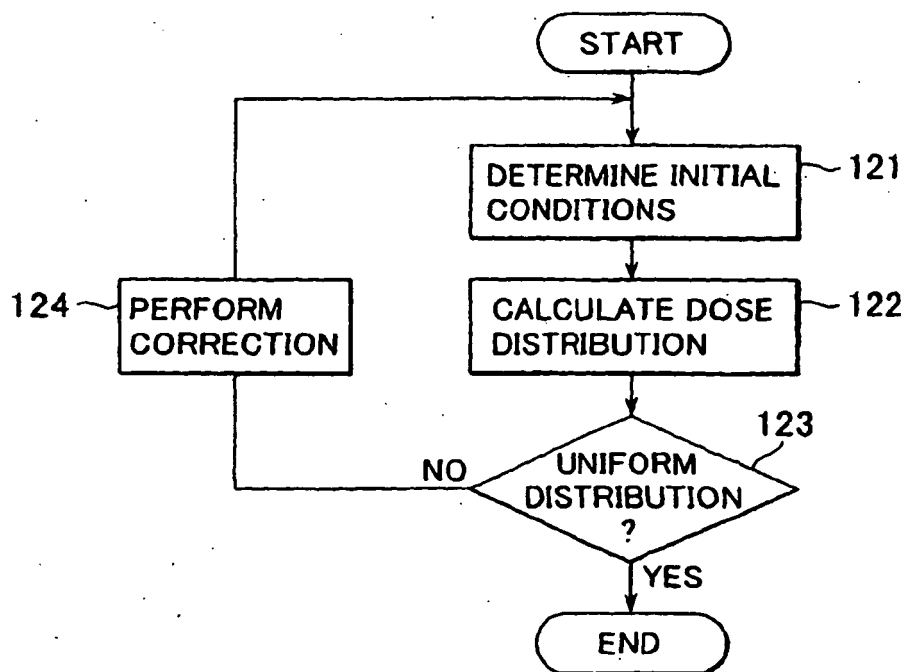 START
DETERMINE INITIAL
CONDITIONS
121
CALCULATE DOSE
DISTRIBUTION
122
124
PERFORM
CORRECTION
123
UNIFORM
DISTRIBUTION
?
NO
YES
END